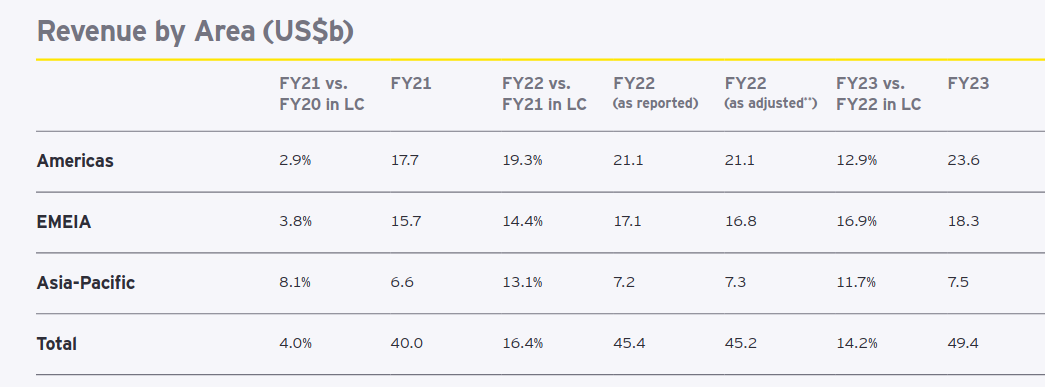 Revenue by Area (US$b)
FY21 vs. FY21 FY22 vs. FY22 FY22 FY23 vs. FY23
FY20 in LC FY21 in LC (as reported) (as adjusted**) FY22 in LC
Americas 2.9% 17.7 19.3% 21.1 21.1 12.9% 23.6
EMEIA 3.8% 15.7 14.4% 17.1 16.8 16.9% 18.3
Asia-Pacific 8.1% 6.6 13.1% 7.2 7.3 11.7% 7.5
Total 4.0% 40.0 16.4% 45.4 45.2 14.2% 49.4